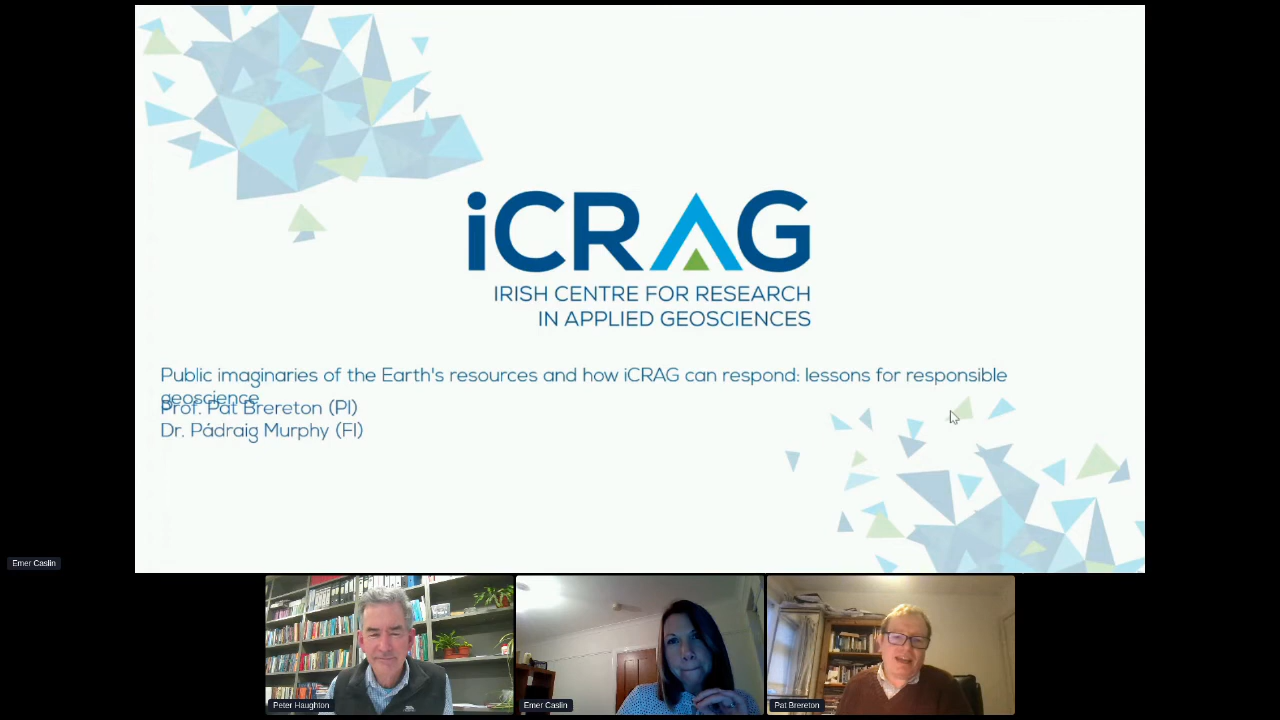 iCRAG
IRISH CENTRE FOR RESEARCH
IN APPLIED GEOSCIENCES
Public imaginaries of the Earth's resources and how iCRAG can respond: lessons for responsible
geoscience
Prof. Pat Brereton (PI)
Dr. Pádraig Murphy (FI)
Emer Caslin
Peter Haughton
Emer Caslin
Pat Brereton